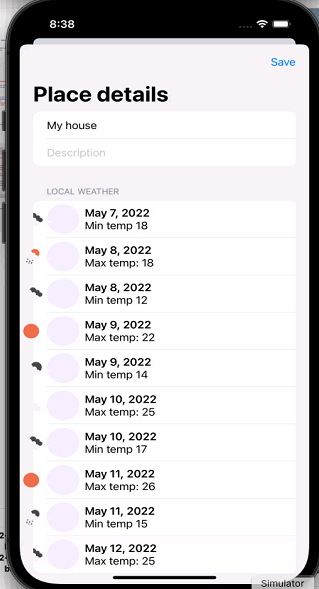 8:38
Save
Place details
My house
Description
LOCAL WEATHER
May 7, 2022
Min temp 18
May 8, 2022
Max temp: 18
May 8, 2022
Min temp 12
May 9, 2022
Max temp: 22
May 9, 2022
Min temp 14
May 10, 2022
Max temp: 25
May 10, 2022
Min temp 17
May 11, 2022
Max temp: 26
May 11, 2022
Min temp 15
May 12, 2022
Max temp: 25
Simulator